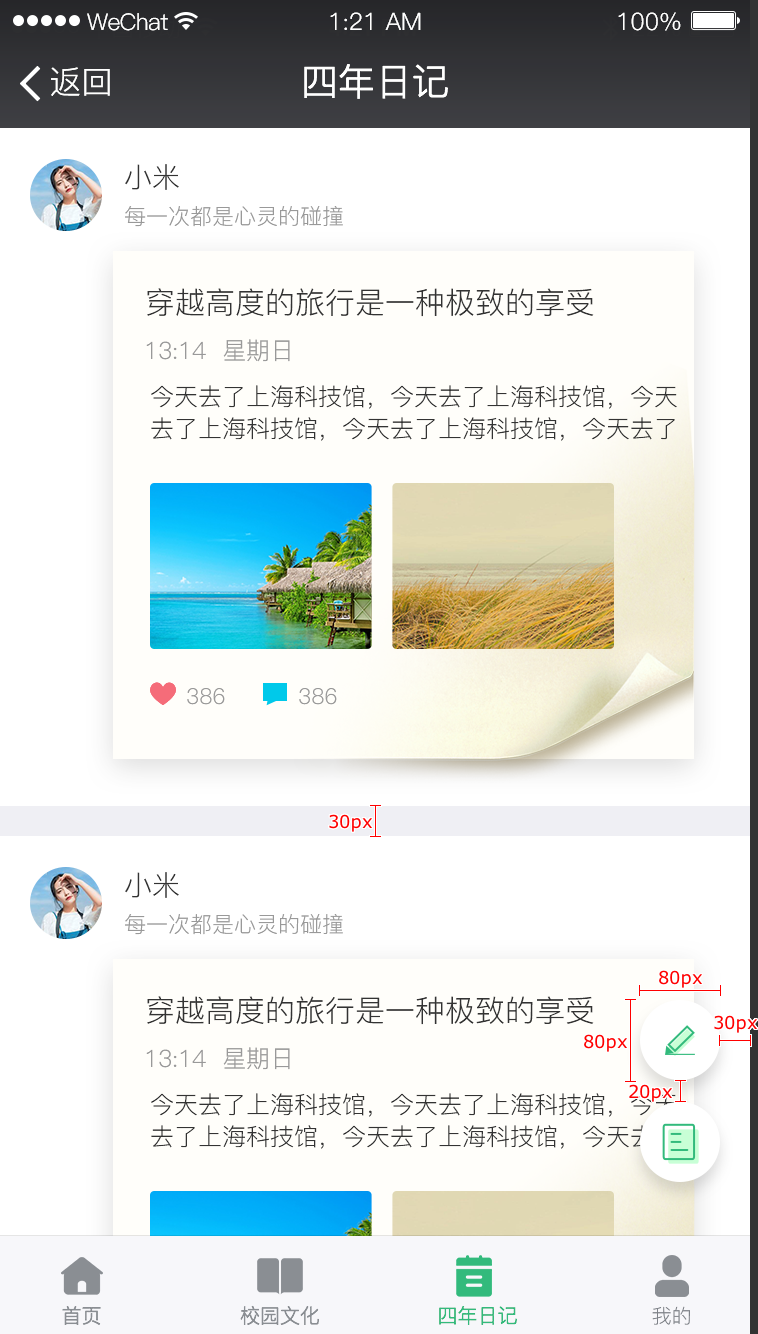 WeChat 1:21 AM 100%
返回 四年日记
小米
每一次都是心灵的碰撞
穿越高度的旅行是一种极致的享受
13:14 星期日
今天去了上海科技馆，今天去了上海科技馆，今天
去了上海科技馆，今天去了上海科技馆，今天去了
386 386
30px
小米
每一次都是心灵的碰撞
80px
穿越高度的旅行是一种极致的享受
30px
80px
13:14 星期日
20px
今天去了上海科技馆，今天去了上海科技馆，今天
去了上海科技馆，今天去了上海科技馆，今天去
首页 校园文化 四年日记 我的